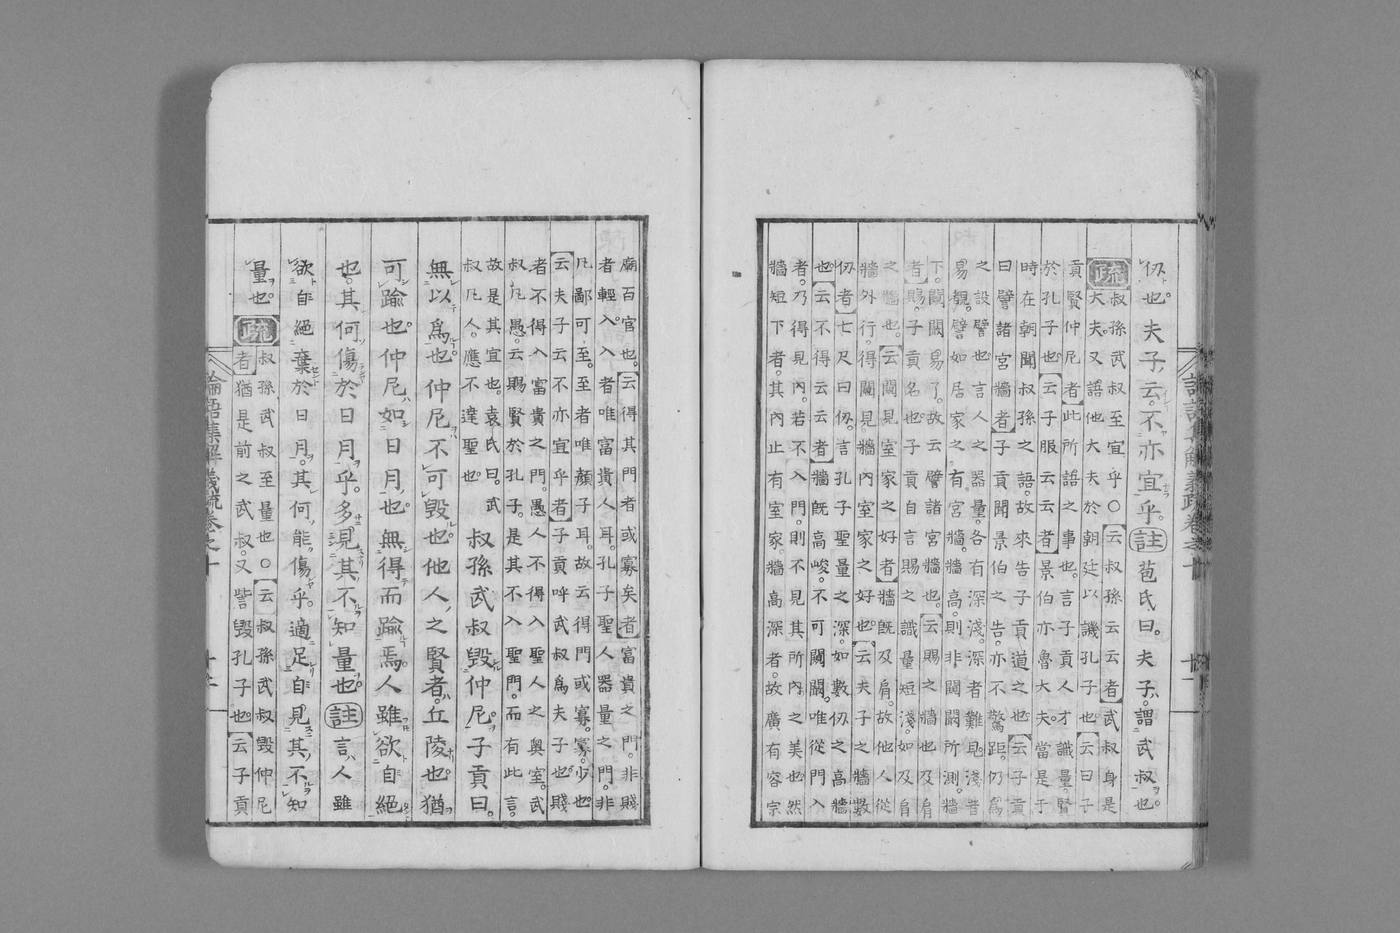 仭也。夫子云。不亦宜乎。註苞氏曰。夫子。謂武叔也。
疏叔孫武叔至宜乎○云叔孫云云者武叔身是
大夫。又語他大夫於朝廷以譏孔子也云曰子
貢賢仲尼者此所語之事也。言子貢人才識量。賢
於孔子也云子服云云者景伯亦魯大夫。當是于
時在朝聞叔孫之語。故來告子貢道之也云子貢
曰譬諸宮牆者子貢聞景伯之告。亦不驚距。仍爲
之設譬也言人之器量。各有深淺。深者難見。淺者
易覩。譬如居家之。有宮牆。牆高。則非闚闞所測。牆
下。闚闞易了。故云譬諸宮牆也。云賜之牆也及肩
者賜。子貢名也子貢自言賜之識量短淺。如及肩
之牆也云闚見室家之好者牆旣及肩。故他人從
牆外行。得闚見牆內室家之好也。云夫子之牆數
仭者七尺曰仭。言孔子聖量之深。如數仭之高牆
也云不得云云者牆旣高峻。不可闚闞。唯從門入
者。乃得見內。若不入門。則不見其所內之美也然
牆短下者。其內止有室家。牆高深者。故廣有容宗
廟百官也。云得其門者或寡矣者富貴之門。非賤
者輕入。入者唯富貴人耳。孔子聖人器量之門。非
凡鄙可至。至者唯顏子耳。故云得門或寡。寡。少也
云夫子云不亦宜乎者子貢呼武叔爲夫子也賤
者不得入富貴之門。愚人不得入聖人之奧室。武
叔凡愚。云賜賢於孔子。是其不入聖門。而有此言。
故是其宜也。袁氏曰。武
叔凡人。應不達聖也
叔孫武叔毀仲尼。子貢曰。
無以爲也。仲尼不可毀也。他人之賢者。丘陵也。猶
可踰也。仲尼如日月也。無得而踰焉。人雖欲自絕
也。其何傷於日月乎。多見其不知量也註言。人雖
欲自絕棄於日月。其何能傷乎。適足自見其不知
量也。疏叔孫武叔至量也○云叔孫武叔毀仲尼
者猶是前之武叔。又訾毀孔子也云子貢
論語集解義疏卷之十